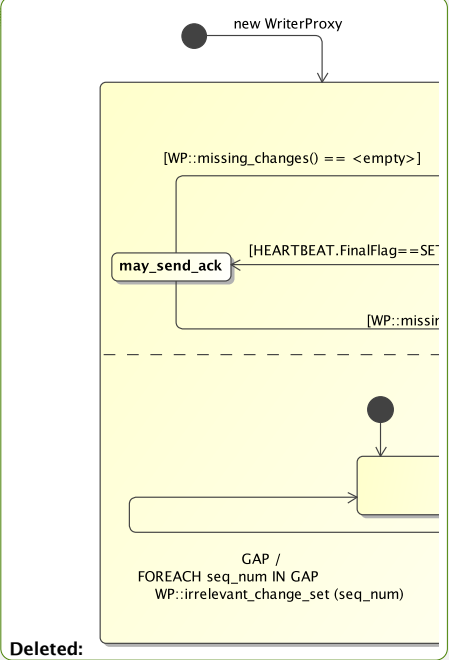 new WriterProxy
[WP::missing_changes() == <empty>]
[HEARTBEAT.FinalFlag==SET
may_send_ack
[WP::missin
GAP /
FOREACH seq_num IN GAP
WP::irrelevant_change_set (seq_num)
Deleted: